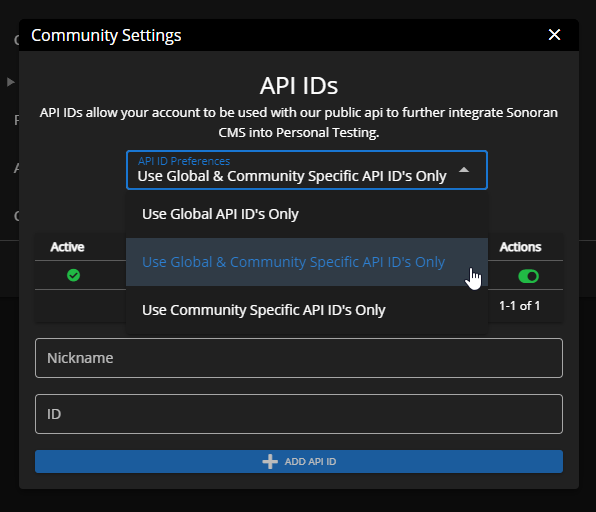 Community Settings
API IDs
API IDs allow your account to be used with our public api to further integrate Sonoran
CMS into Personal Testing.
API ID Preferences
Use Global & Community Specific API ID's Only
Use Global API ID's Only
Use Global & Community Specific API ID's Only
Use Community Specific API ID's Only
Active
Actions
1-1 of 1
Nickname
ID
ADD API ID